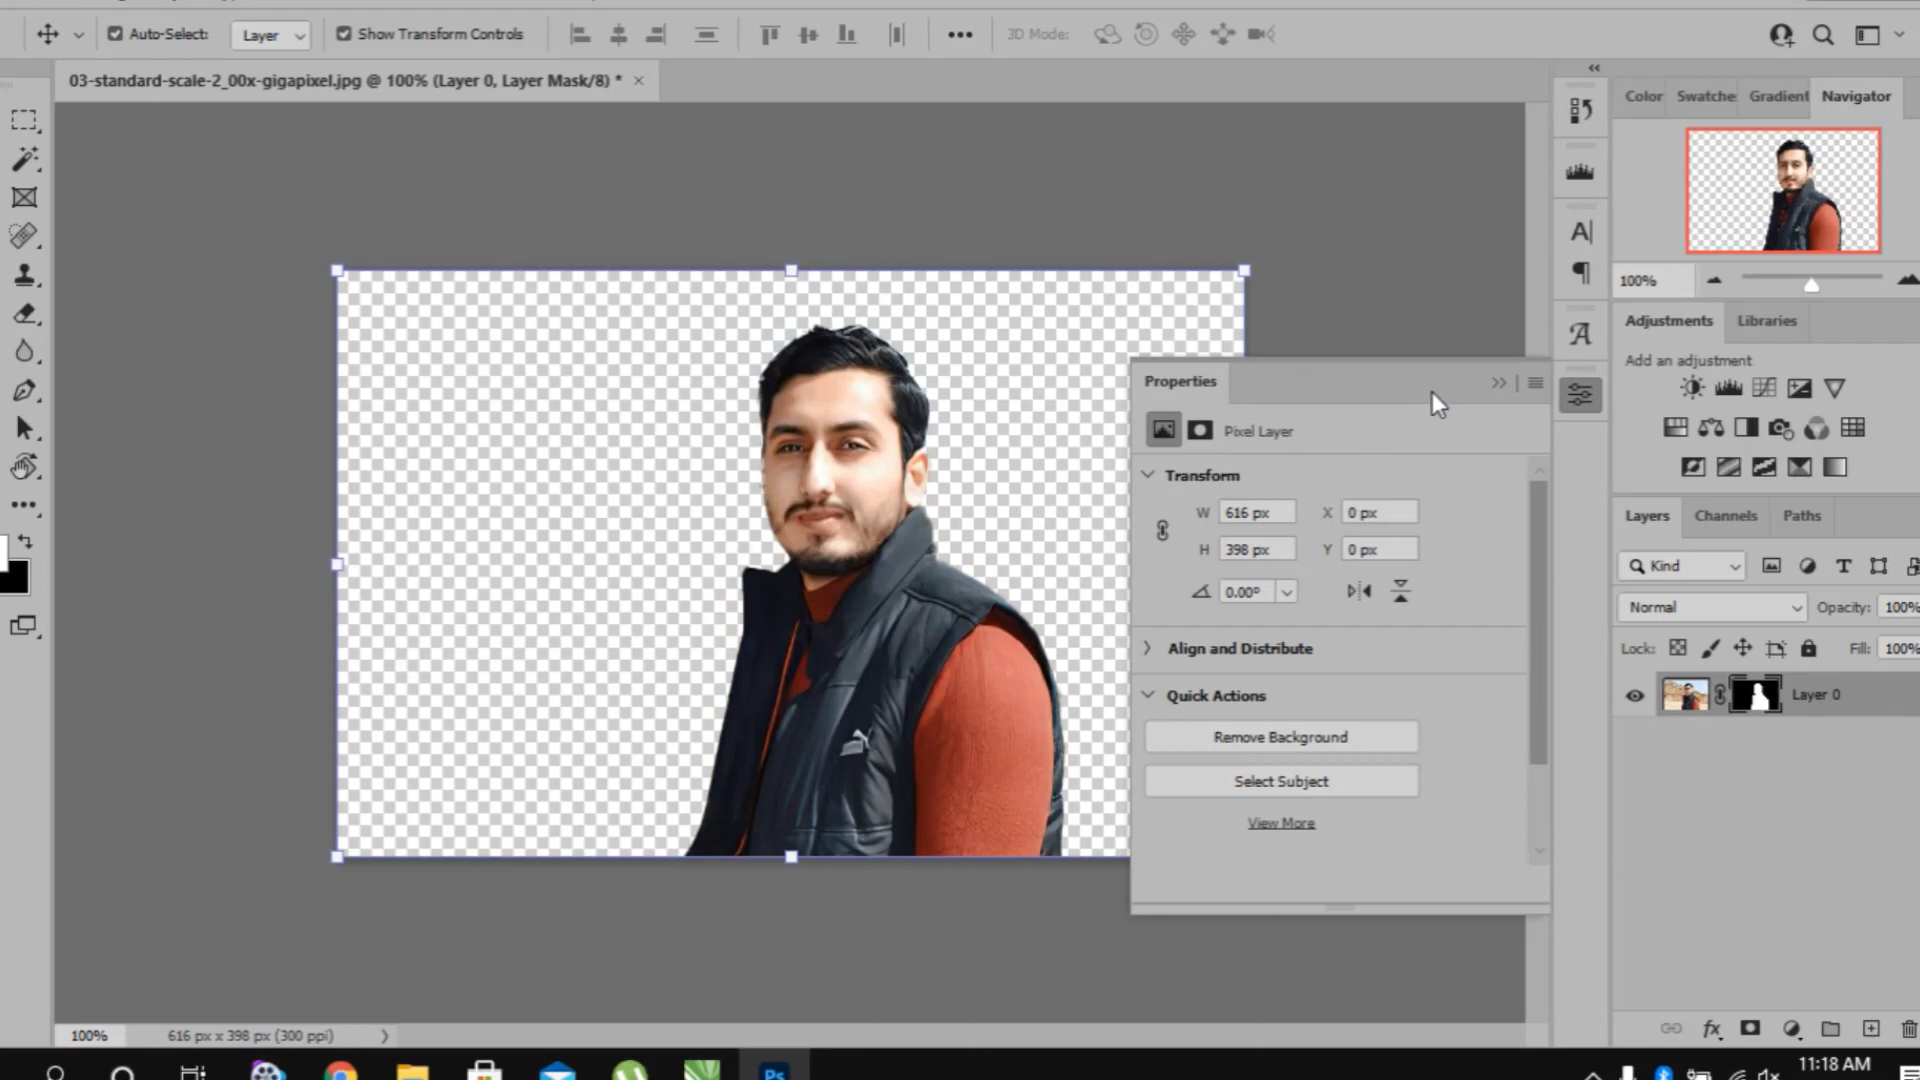 Auto-Select:
Layer
Show Transform Controls
3D Mode:
03-standard-scale-2_00x-gigapixel.jpg @ 100% (Layer 0, Layer Mask/8) *
Color Swatche Gradient Navigator
100%
Adjustments Libraries
Add an adjustment
Properties
Pixel Layer
Transform
W 616 px X 0 px
H 398 px Y 0 px
0.00°
Align and Distribute
Quick Actions
Remove Background
Select Subject
View More
Layers Channels Paths
Kind
Normal Opacity: 100%
Lock: Fill: 100%
Layer 0
fx
100% 616 px x 398 px (300 ppi)
Ps
11:18 AM